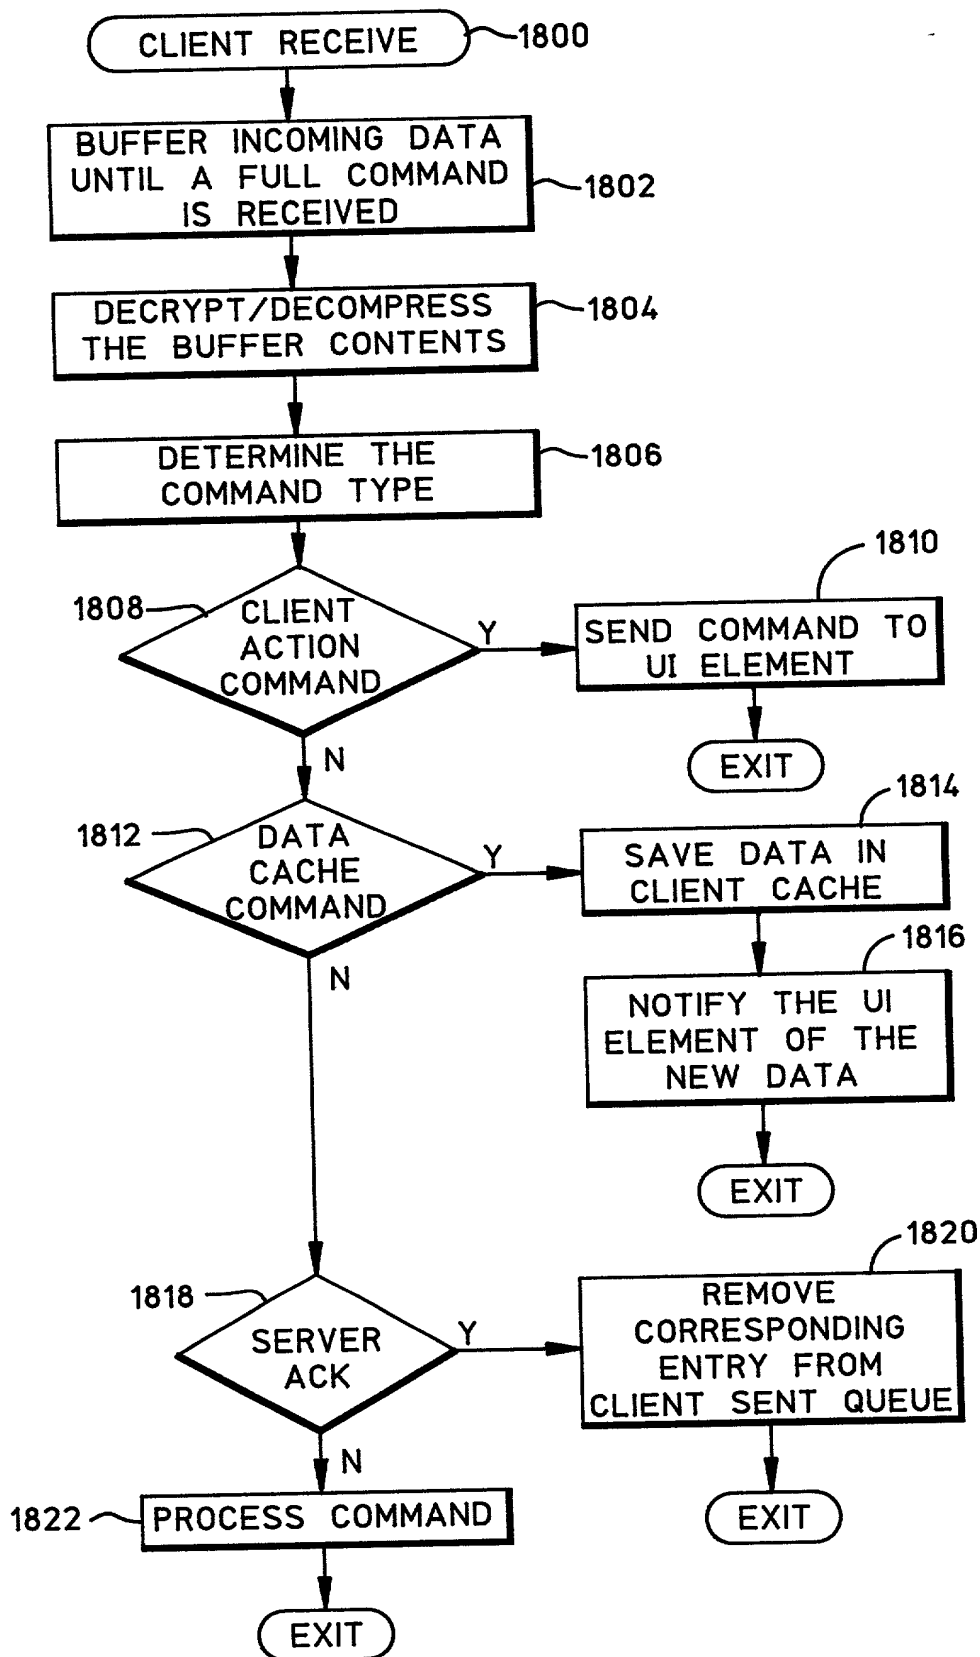 CLIENT RECEIVE
1800
BUFFER INCOMING DATA
UNTIL A FULL COMMAND
IS RECEIVED
1802
DECRYPT/DECOMPRESS
THE BUFFER CONTENTS
1804
DETERMINE THE
COMMAND TYPE
1806
1808
CLIENT
ACTION
COMMAND
Y
1810
SEND COMMAND TO
UI ELEMENT
EXIT
N
1812
DATA
CACHE
COMMAND
Y
1814
SAVE DATA IN
CLIENT CACHE
1816
NOTIFY THE UI
ELEMENT OF THE
NEW DATA
EXIT
N
1818
SERVER
ACK
Y
1820
REMOVE
CORRESPONDING
ENTRY FROM
CLIENT SENT QUEUE
EXIT
N
1822
PROCESS COMMAND
EXIT